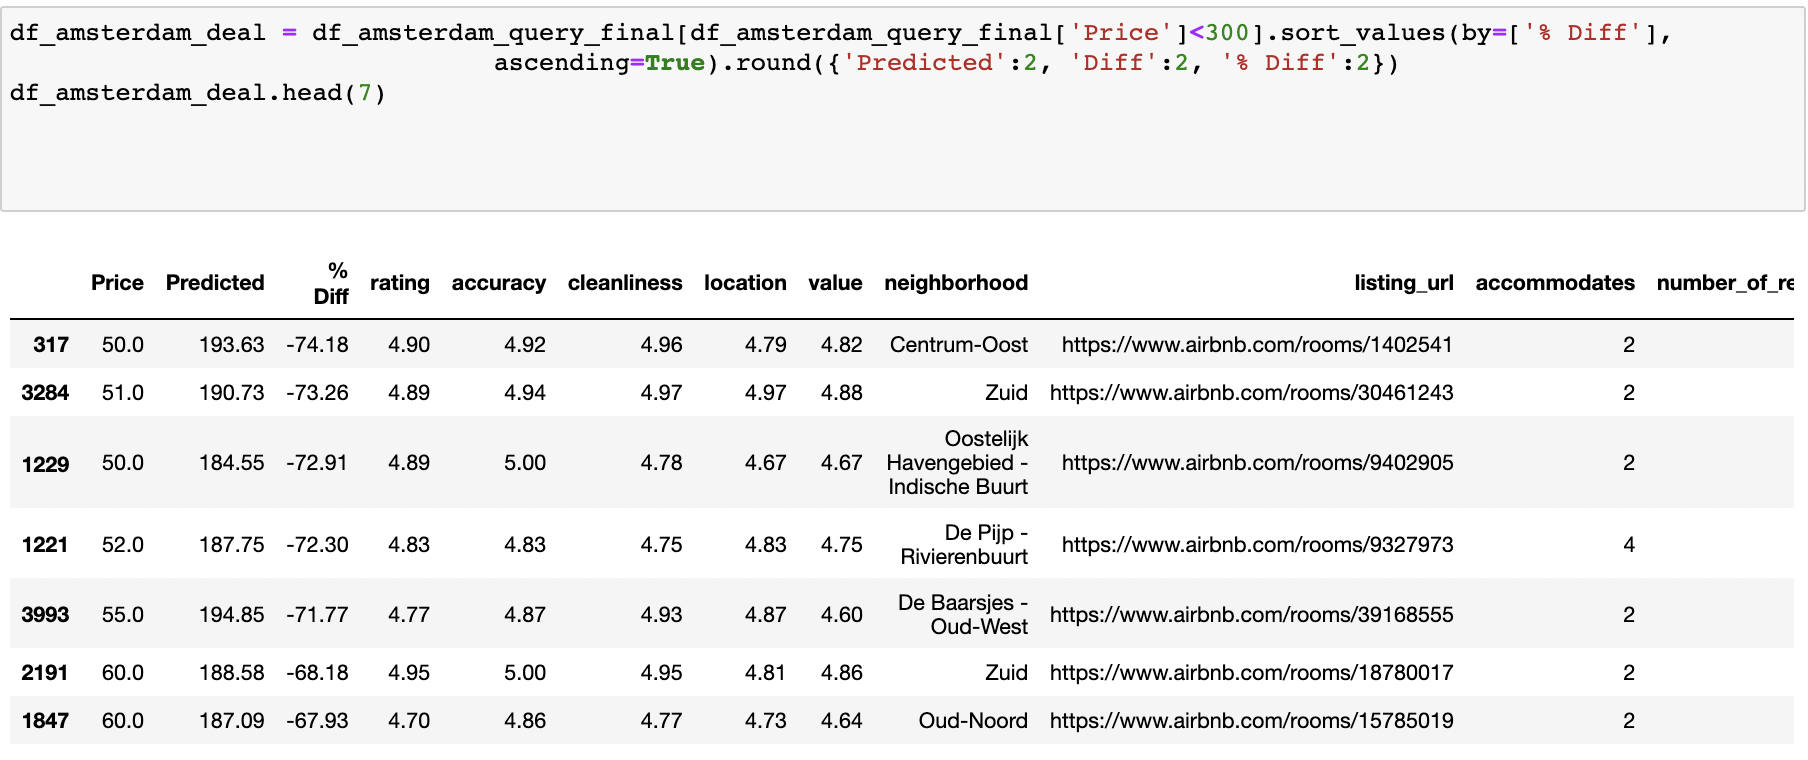 df_amsterdam_deal = df_amsterdam_query_final[df_amsterdam_query_final['Price']<300].sort_values(by=['% Diff'],
ascending=True).round({'Predicted':2, 'Diff':2, '% Diff':2})
df_amsterdam_deal.head(7)
Price Predicted % Diff rating accuracy cleanliness location value neighborhood listing_url accommodates number_of_re
317 50.0 193.63 -74.18 4.90 4.92 4.96 4.79 4.82 Centrum-Oost https://www.airbnb.com/rooms/1402541 2
3284 51.0 190.73 -73.26 4.89 4.94 4.97 4.97 4.88 Zuid https://www.airbnb.com/rooms/30461243 2
1229 50.0 184.55 -72.91 4.89 5.00 4.78 4.67 4.67 Oostelijk Havengebied - Indische Buurt https://www.airbnb.com/rooms/9402905 2
1221 52.0 187.75 -72.30 4.83 4.83 4.75 4.83 4.75 De Pijp - Rivierenbuurt https://www.airbnb.com/rooms/9327973 4
3993 55.0 194.85 -71.77 4.77 4.87 4.93 4.87 4.60 De Baarsjes - Oud-West https://www.airbnb.com/rooms/39168555 2
2191 60.0 188.58 -68.18 4.95 5.00 4.95 4.81 4.86 Zuid https://www.airbnb.com/rooms/18780017 2
1847 60.0 187.09 -67.93 4.70 4.86 4.77 4.73 4.64 Oud-Noord https://www.airbnb.com/rooms/15785019 2